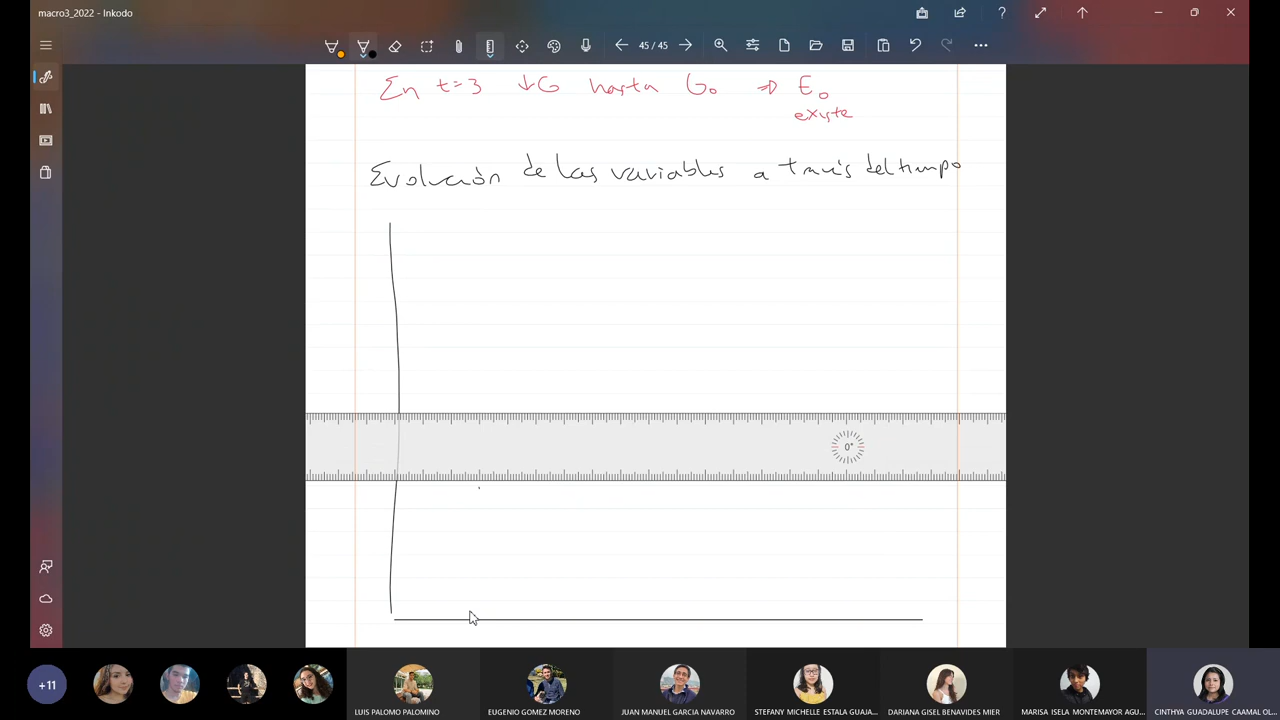 macro3_2022 - Inkodo
45 / 45
En t=3 ↓G hasta G₀ ⇒ E₀
existe
Evolución de las variables a través del tiempo
0°
+11
LUIS PALOMO PALOMINO
EUGENIO GOMEZ MORENO
JUAN MANUEL GARCIA NAVARRO
STEFANY MICHELLE ESTALA GUAJA...
DARIANA GISEL BENAVIDES MIER
MARISA ISELA MONTEMAYOR AGU...
CINTHYA GUADALUPE CAAMAL OL...